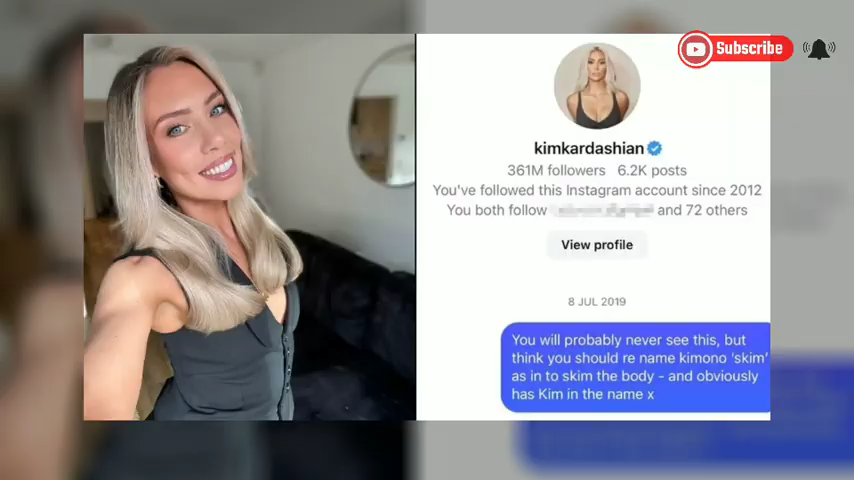 Subscribe
kimkardashian
361M followers 6.2K posts
You've followed this Instagram account since 2012
You both follow and 72 others
View profile
8 JUL 2019
You will probably never see this, but
think you should re name kimono 'skim'
as in to skim the body - and obviously
has Kim in the name x